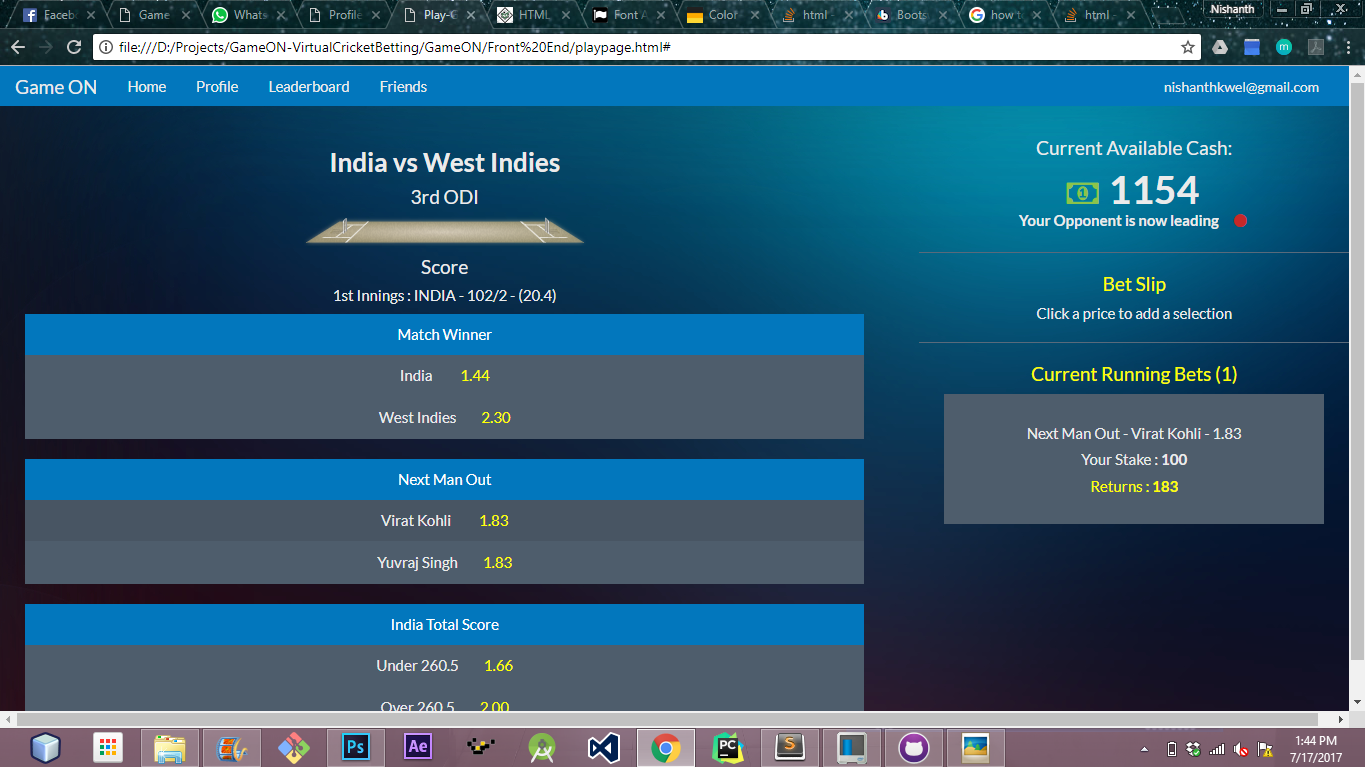 Faceb
Game
Whats
Profile
Play-G
HTML
Font A
Color
html
Boots
how t
html
Nishanth
file:///D:/Projects/GameON-VirtualCricketBetting/GameON/Front%20End/playpage.html#
Game ON Home Profile Leaderboard Friends nishanthkwel@gmail.com
India vs West Indies
3rd ODI
Score
1st Innings : INDIA - 102/2 - (20.4)
Match Winner
India 1.44
West Indies 2.30
Next Man Out
Virat Kohli 1.83
Yuvraj Singh 1.83
India Total Score
Under 260.5 1.66
Over 260.5 2.00
Current Available Cash:
1 1154
Your Opponent is now leading
Bet Slip
Click a price to add a selection
Current Running Bets (1)
Next Man Out - Virat Kohli - 1.83
Your Stake : 100
Returns : 183
m
Ps
Ae
PC
S
1:44 PM
7/17/2017